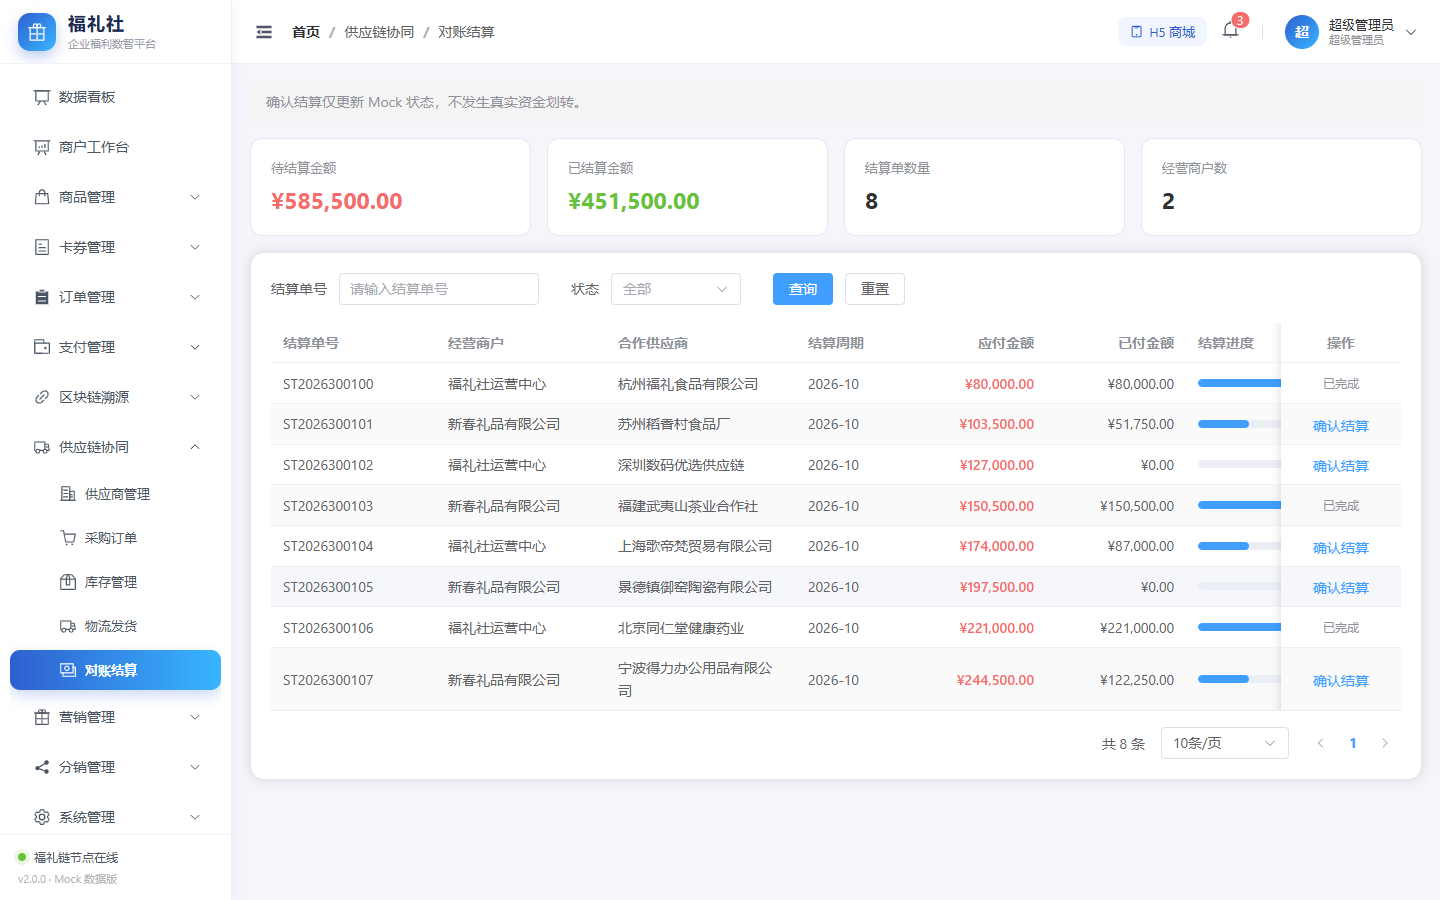 福礼社
企业福利数智平台
首页 / 供应链协同 / 对账结算
H5 商城
3
超
超级管理员
超级管理员
数据看板
商户工作台
商品管理
卡券管理
订单管理
支付管理
区块链溯源
供应链协同
供应商管理
采购订单
库存管理
物流发货
对账结算
营销管理
分销管理
系统管理
福礼链节点在线
v2.0.0 · Mock 数据版
确认结算仅更新 Mock 状态，不发生真实资金划转。
待结算金额
¥585,500.00
已结算金额
¥451,500.00
结算单数量
8
经营商户数
2
结算单号 请输入结算单号 状态 全部 查询 重置
结算单号 经营商户 合作供应商 结算周期 应付金额 已付金额 结算进度 操作
ST2026300100 福礼社运营中心 杭州福礼食品有限公司 2026-10 ¥80,000.00 ¥80,000.00 已完成
ST2026300101 新春礼品有限公司 苏州稻香村食品厂 2026-10 ¥103,500.00 ¥51,750.00 确认结算
ST2026300102 福礼社运营中心 深圳数码优选供应链 2026-10 ¥127,000.00 ¥0.00 确认结算
ST2026300103 新春礼品有限公司 福建武夷山茶业合作社 2026-10 ¥150,500.00 ¥150,500.00 已完成
ST2026300104 福礼社运营中心 上海歌帝梵贸易有限公司 2026-10 ¥174,000.00 ¥87,000.00 确认结算
ST2026300105 新春礼品有限公司 景德镇御窑陶瓷有限公司 2026-10 ¥197,500.00 ¥0.00 确认结算
ST2026300106 福礼社运营中心 北京同仁堂健康药业 2026-10 ¥221,000.00 ¥221,000.00 已完成
ST2026300107 新春礼品有限公司 宁波得力办公用品有限公司 2026-10 ¥244,500.00 ¥122,250.00 确认结算
共 8 条 10条/页 1